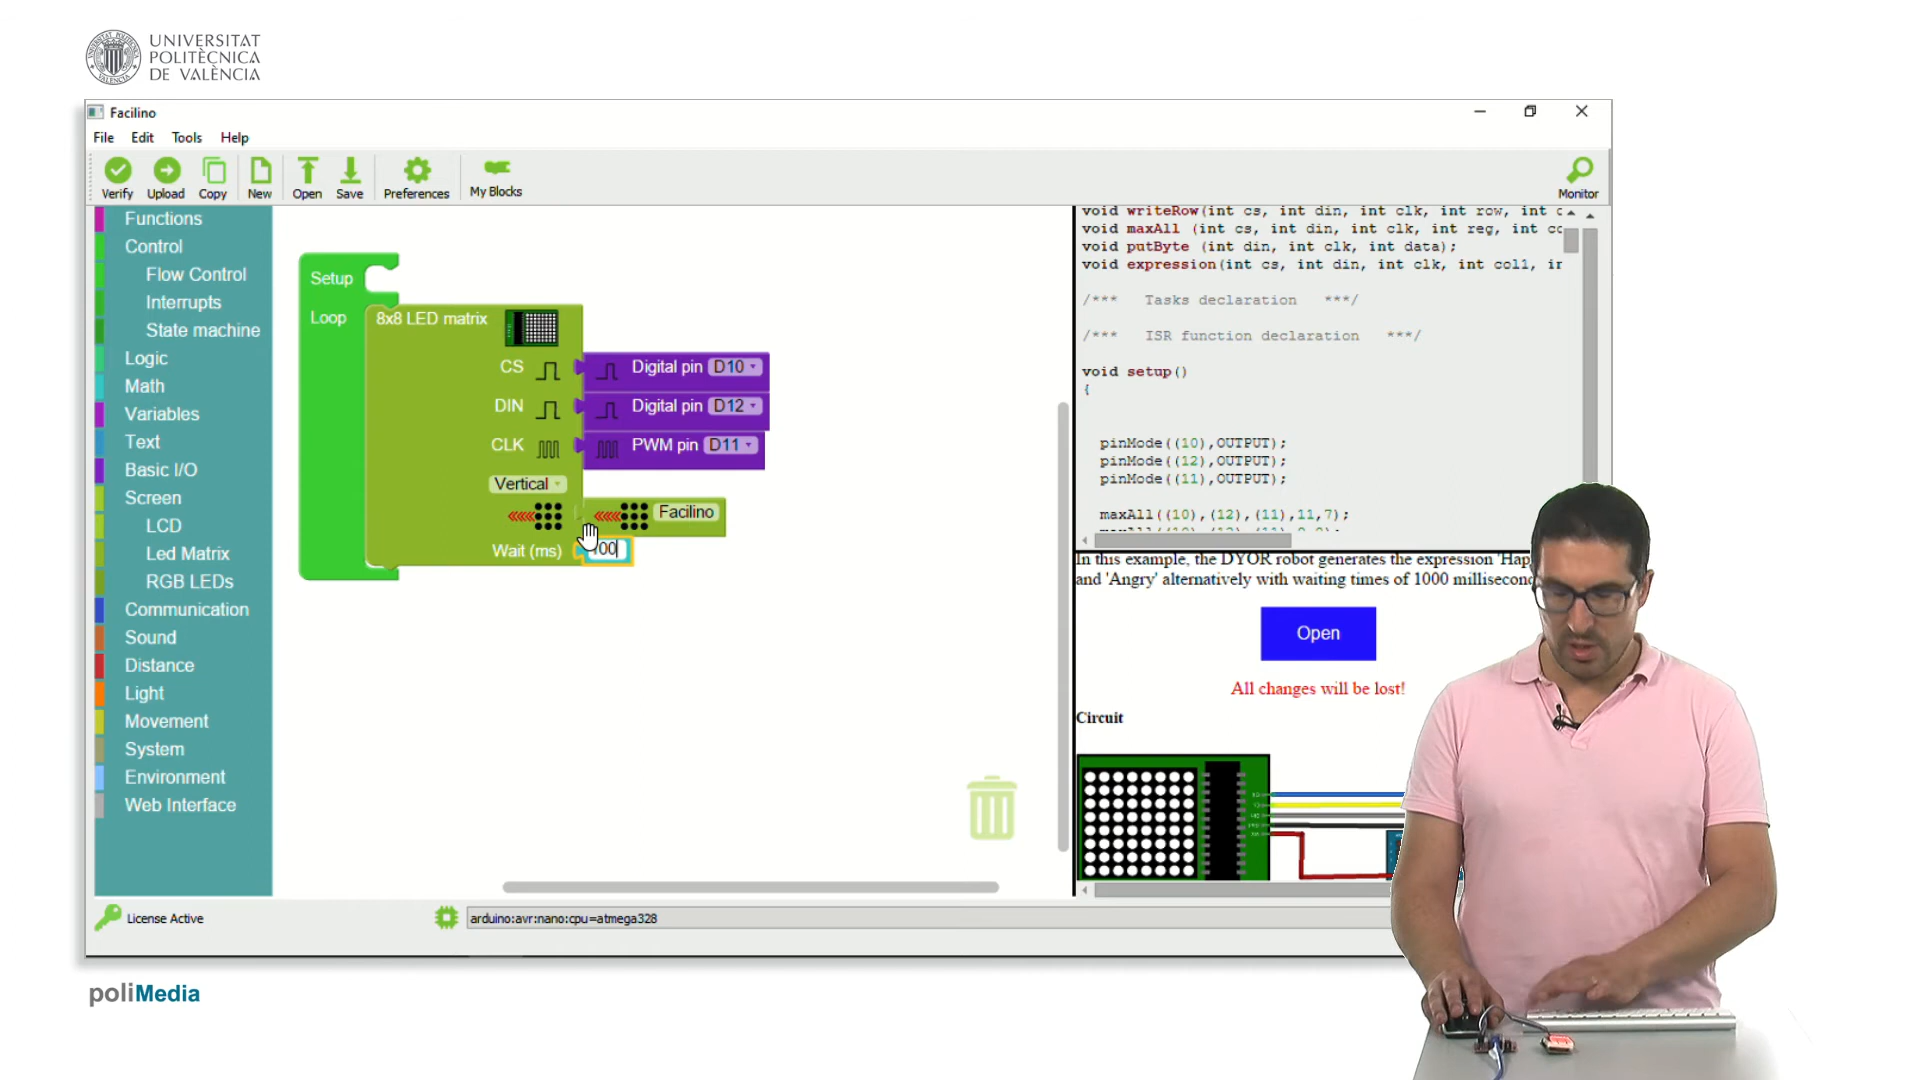 UNIVERSITAT
POLITÈCNICA
DE VALÈNCIA
Facilino
File Edit Tools Help
Verify Upload Copy New Open Save Preferences My Blocks Monitor
Functions
Control
Flow Control
Interrupts
State machine
Logic
Math
Variables
Text
Basic I/O
Screen
LCD
Led Matrix
RGB LEDs
Communication
Sound
Distance
Light
Movement
System
Environment
Web Interface
Setup
Loop
8x8 LED matrix
CS Digital pin D10
DIN Digital pin D12
CLK PWM pin D11
Vertical
Facilino
Wait (ms)
void writeRow(int cs, int din, int clk, int row, int c
void maxAll (int cs, int din, int clk, int reg, int co
void putByte (int din, int clk, int data);
void expression(int cs, int din, int clk, int col1, ir
/*** Tasks declaration ***/
/*** ISR function declaration ***/
void setup()
{
pinMode((10),OUTPUT);
pinMode((12),OUTPUT);
pinMode((11),OUTPUT);
maxAll((10),(12),(11),11,7);
In this example, the DYOR robot generates the expression 'Hap
and 'Angry' alternatively with waiting times of 1000 millisecon
Open
All changes will be lost!
Circuit
License Active
arduino:avr:nano:cpu=atmega328
poliMedia